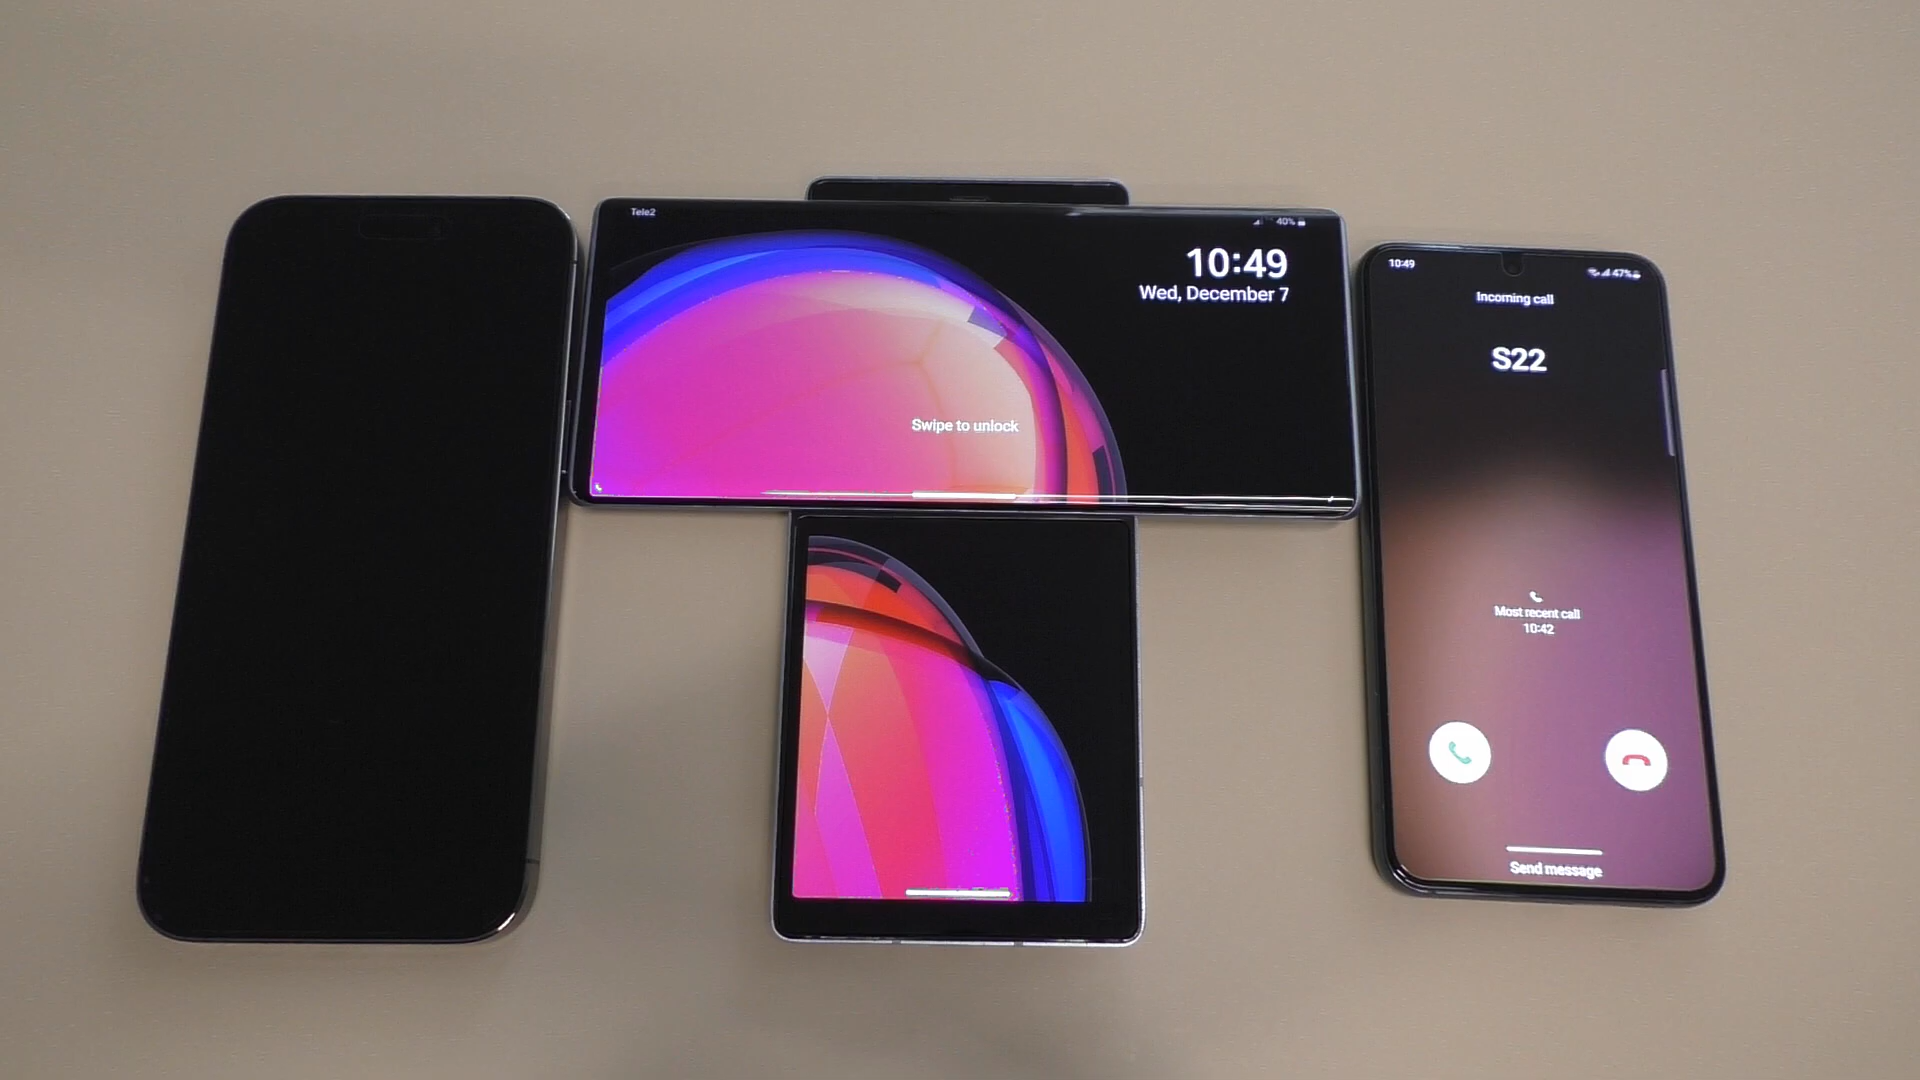 Tele2
40%
10:49
Wed, December 7
Swipe to unlock
10:49
47%
Incoming call
S22
Most recent call
10:42
Send message